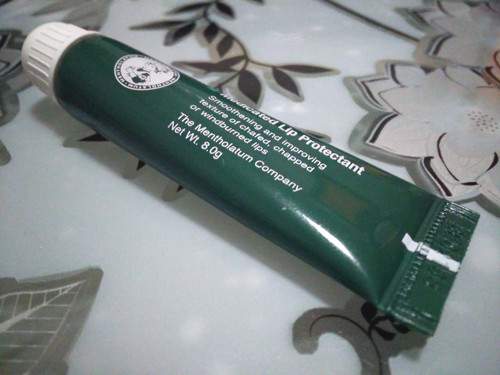 Medicated Lip Protectant
Smoothening and improving
texture of chafed, chapped
or windburned lips
The Mentholatum Company
Net Wt. 8.0g